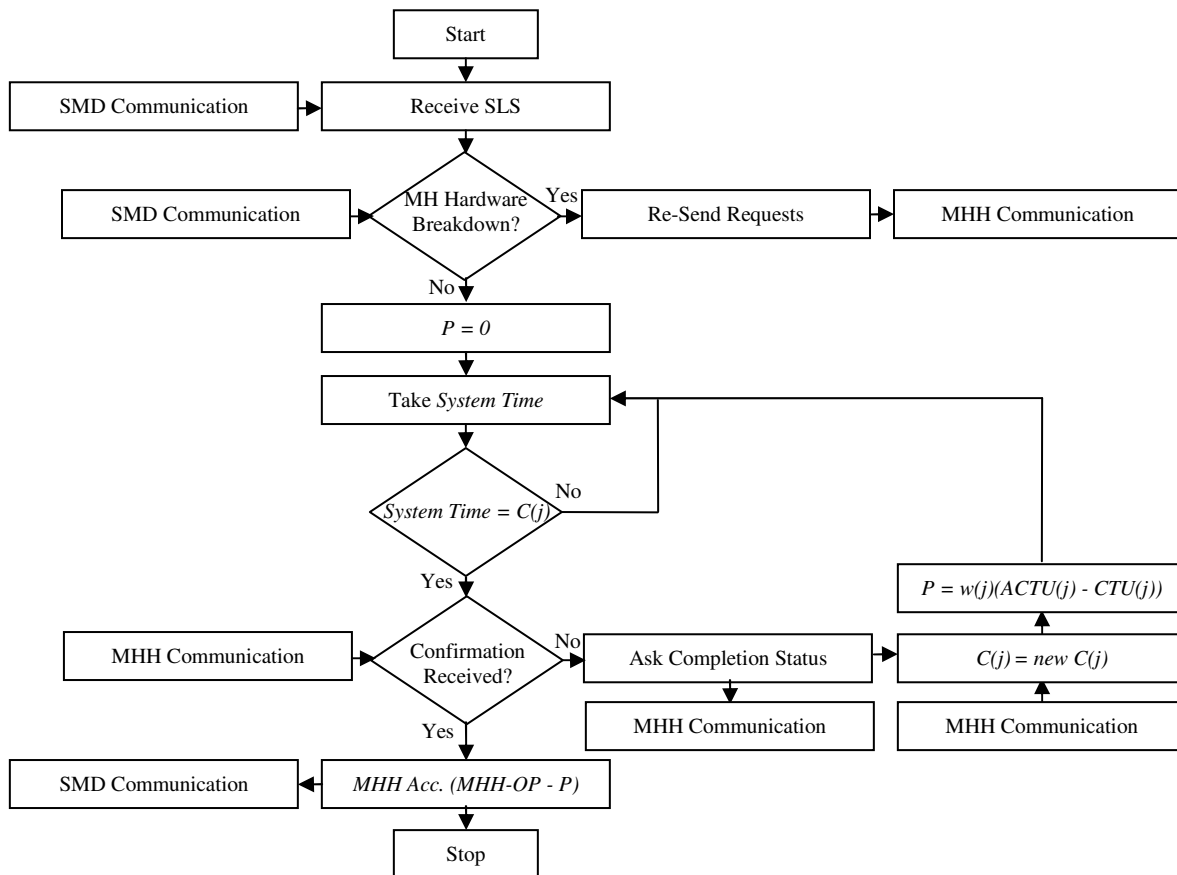 Start
SMD Communication
Receive SLS
SMD Communication
MH Hardware
Breakdown?
Yes
Re-Send Requests
MHH Communication
No
P = 0
Take System Time
System Time = C(j)
No
Yes
P = w(j)(ACTU(j) - CTU(j))
MHH Communication
Confirmation
Received?
No
Ask Completion Status
C(j) = new C(j)
MHH Communication
MHH Communication
Yes
SMD Communication
MHH Acc. (MHH-OP - P)
Stop